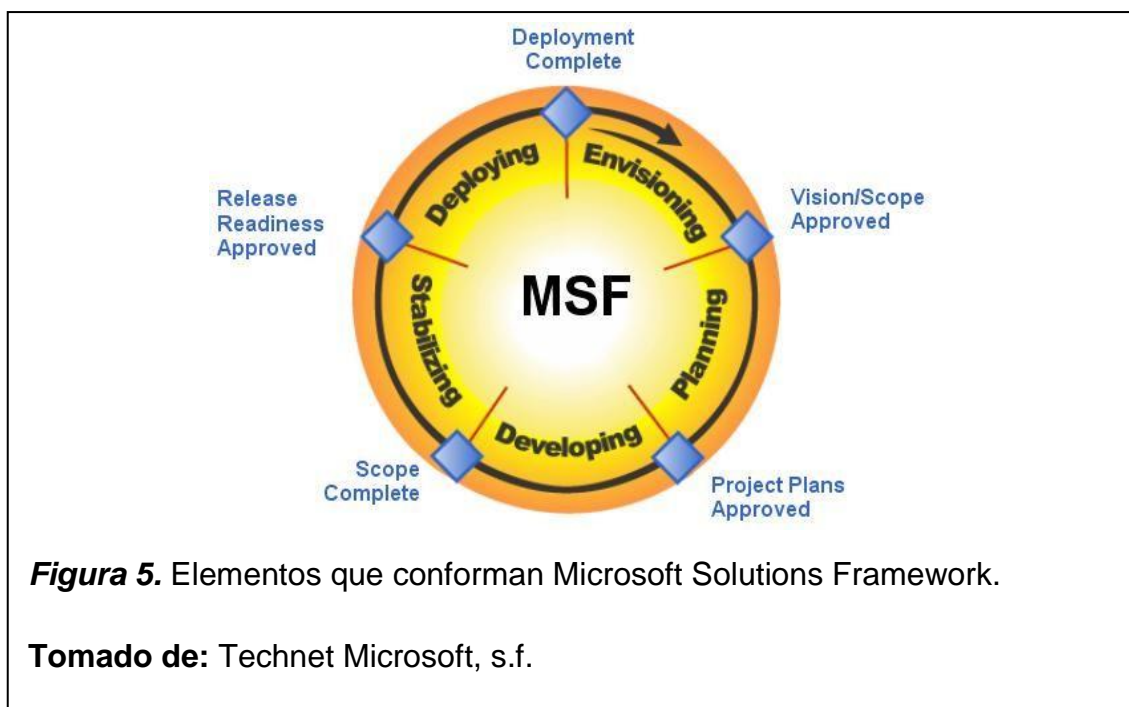 Deployment
Complete
Envisioning
Vision/Scope
Approved
Planning
Project Plans
Approved
Developing
Scope
Complete
Stabilizing
Release
Readiness
Approved
Deploying
MSF
Figura 5. Elementos que conforman Microsoft Solutions Framework.
Tomado de: Technet Microsoft, s.f.